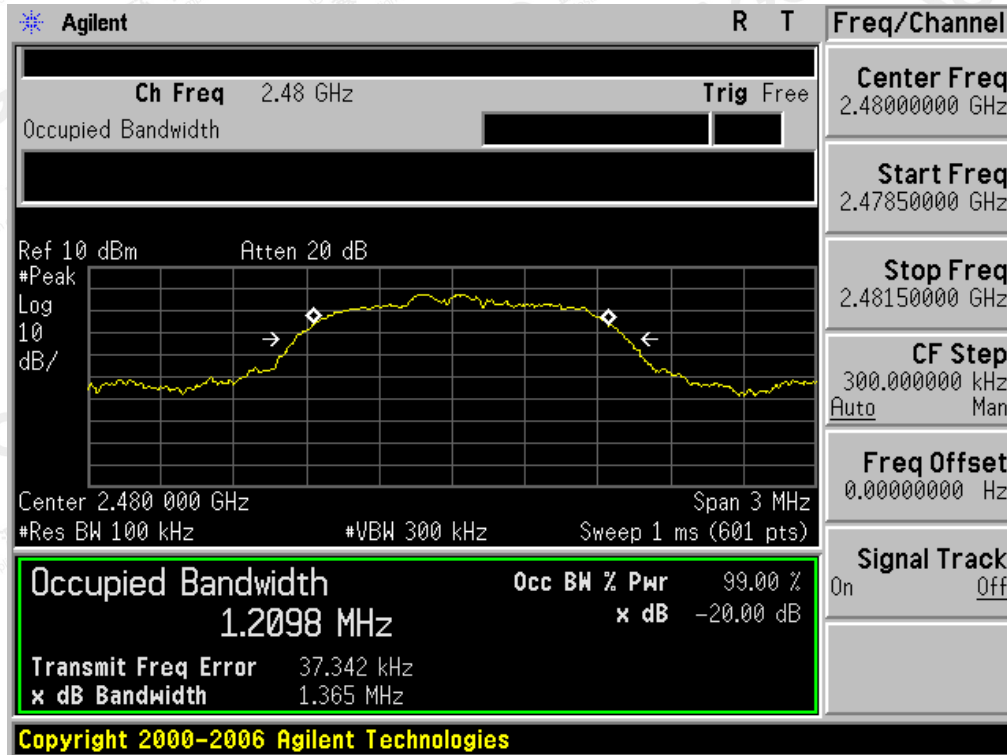 Agilent R T
Ch Freq 2.48 GHz Trig Free
Occupied Bandwidth
Ref 10 dBm Atten 20 dB
#Peak
Log
10
dB/
Center 2.480 000 GHz Span 3 MHz
#Res BW 100 kHz #VBW 300 kHz Sweep 1 ms (601 pts)
Occupied Bandwidth Occ BW % Pwr 99.00 %
1.2098 MHz x dB -20.00 dB
Transmit Freq Error 37.342 kHz
x dB Bandwidth 1.365 MHz
Copyright 2000-2006 Agilent Technologies
Freq/Channel
Center Freq
2.48000000 GHz
Start Freq
2.47850000 GHz
Stop Freq
2.48150000 GHz
CF Step
300.000000 kHz
Auto Man
Freq Offset
0.00000000 Hz
Signal Track
On Off